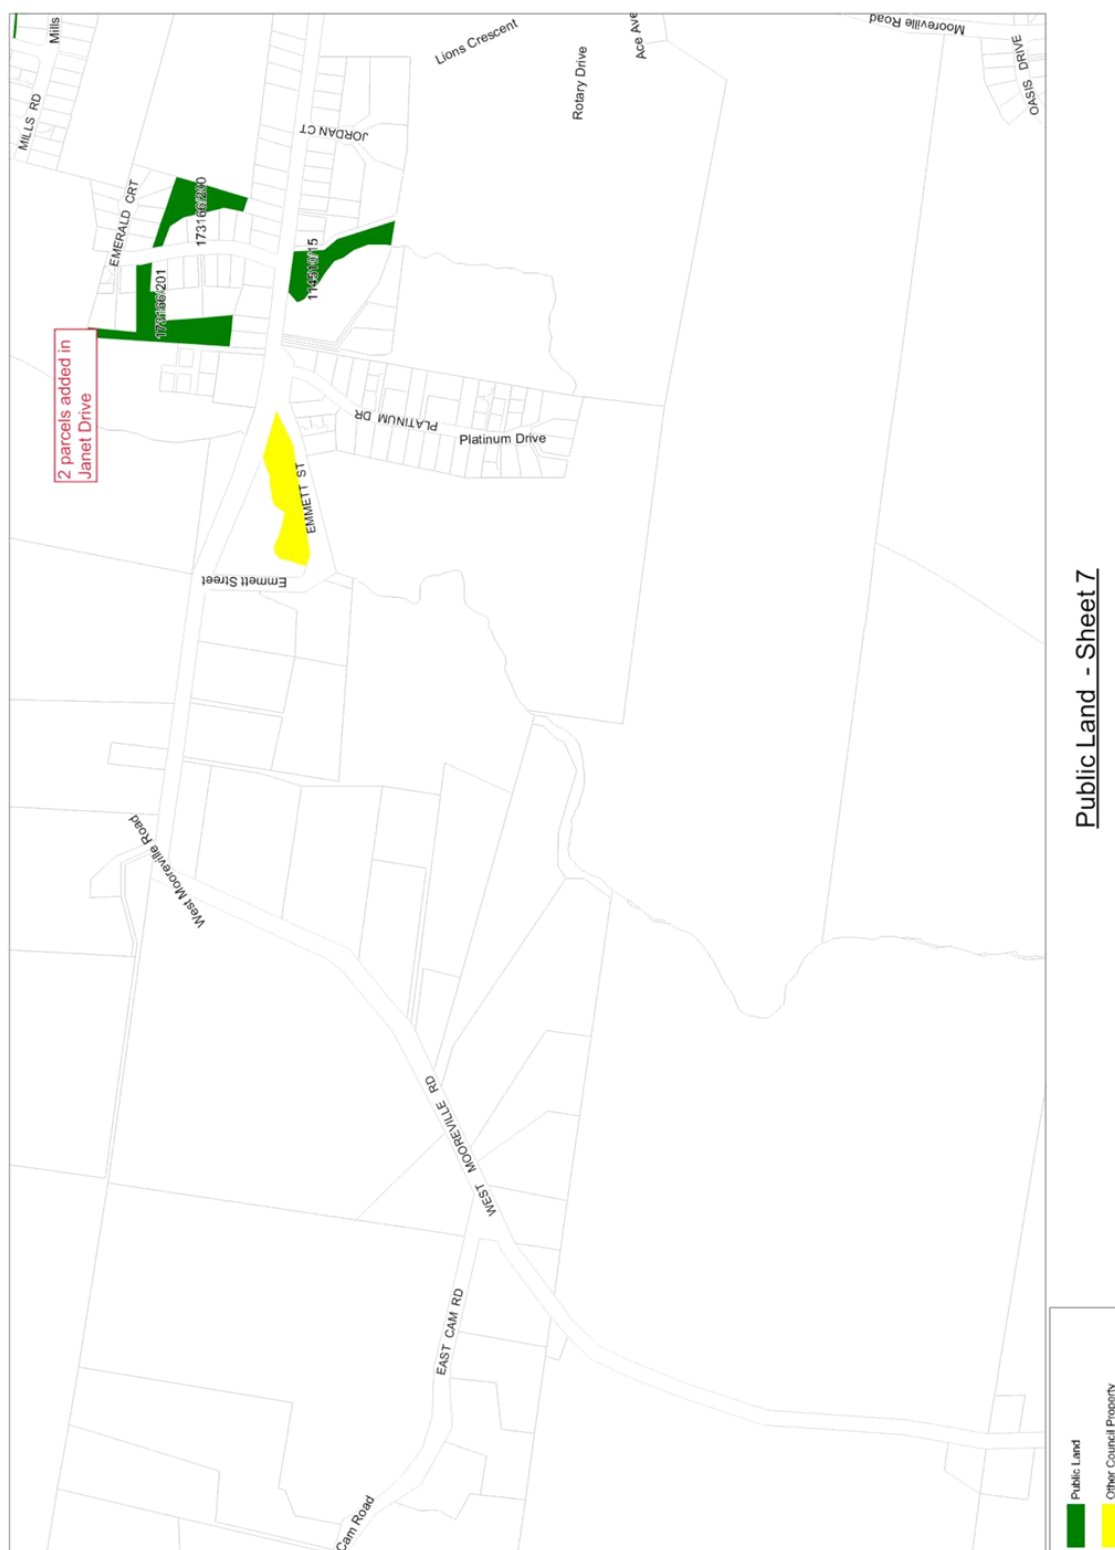 Mills
MILLS RD
Lions Crescent
Rotary Drive
Ace Ave
Mooreville Road
OASIS DRIVE
JORDAN CT
EMERALD CRT
173166/200
173166/201
114510/15
2 parcels added in
Janet Drive
PLATINUM DR
Platinum Drive
EMMETT ST
Emmett Street
West Mooreville Road
WEST MOOREVILLE RD
EAST CAM RD
Cam Road
Public Land - Sheet 7
Public Land
Other Council Property